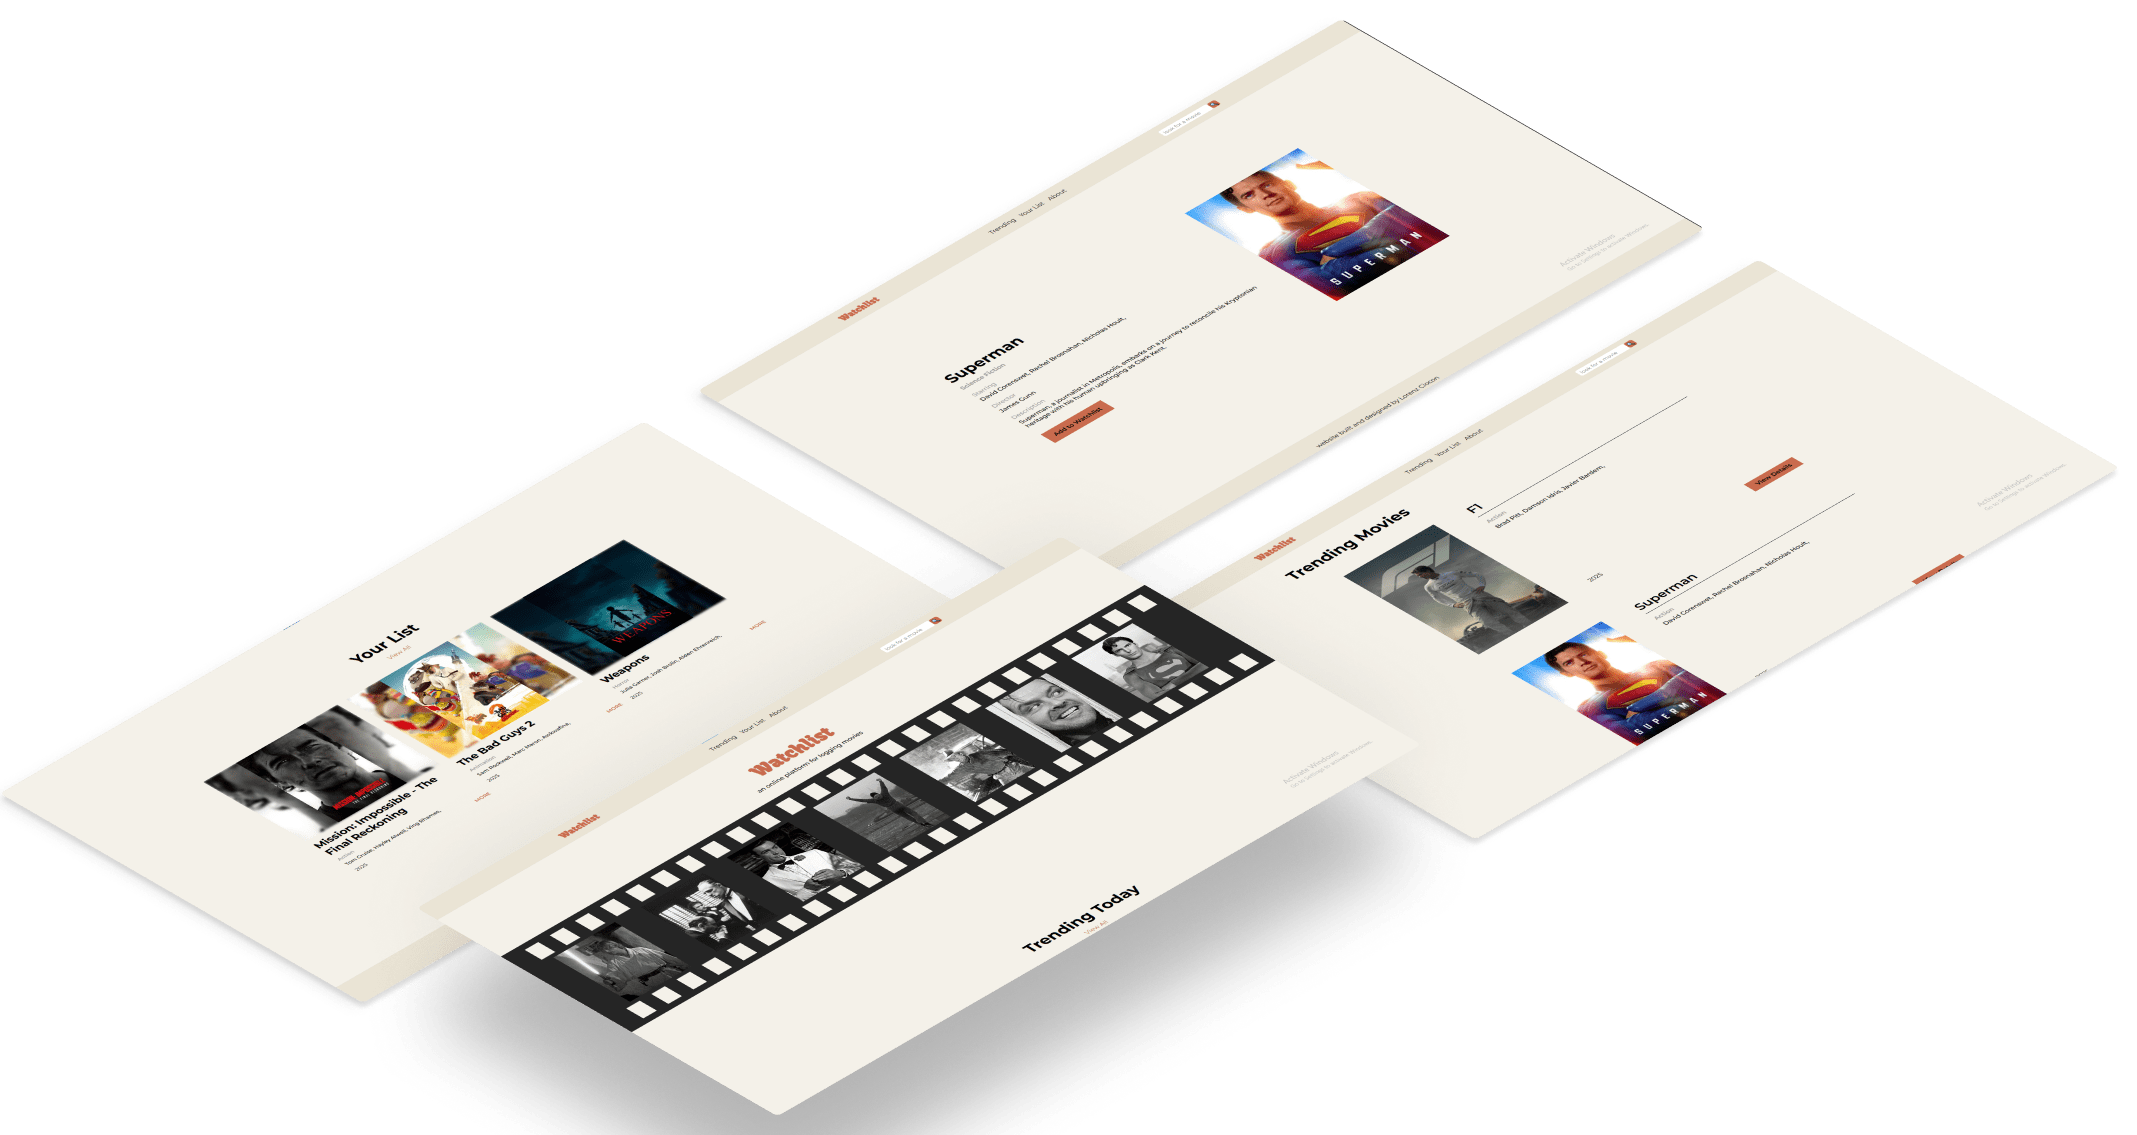 Watchlist
Trending
Your List
About
look for a movie
Superman
Science Fiction
Starring
David Corenswet, Rachel Brosnahan, Nicholas Hoult,
Director
James Gunn
Description
Superman, a journalist in Metropolis, embarks on a journey to reconcile his Kryptonian
heritage with his human upbringing as Clark Kent.
Add to Watchlist
SUPERMAN
website built and designed by Lorenz Ciocon
Activate Windows
Go to Settings to activate Windows.
Watchlist
Trending
Your List
About
look for a movie
Trending Movies
F1
Action
Brad Pitt, Damson Idris, Javier Bardem,
2025
View Details
Superman
Action
David Corenswet, Rachel Brosnahan, Nicholas Hoult,
SUPERMAN
Activate Windows
Go to Settings to activate Windows.
Your List
View All
Mission: Impossible - The
Final Reckoning
Action
Tom Cruise, Hayley Atwell, Ving Rhames,
2025
MORE
The Bad Guys 2
Animation
Sam Rockwell, Marc Maron, Awkwafina,
2025
MORE
WEAPONS
Weapons
Horror
Julia Garner, Josh Brolin, Alden Ehrenreich,
2025
MORE
Watchlist
Trending
Your List
About
look for a movie
Watchlist
an online platform for logging movies
Trending Today
View All
Activate Windows
Go to Settings to activate Windows.